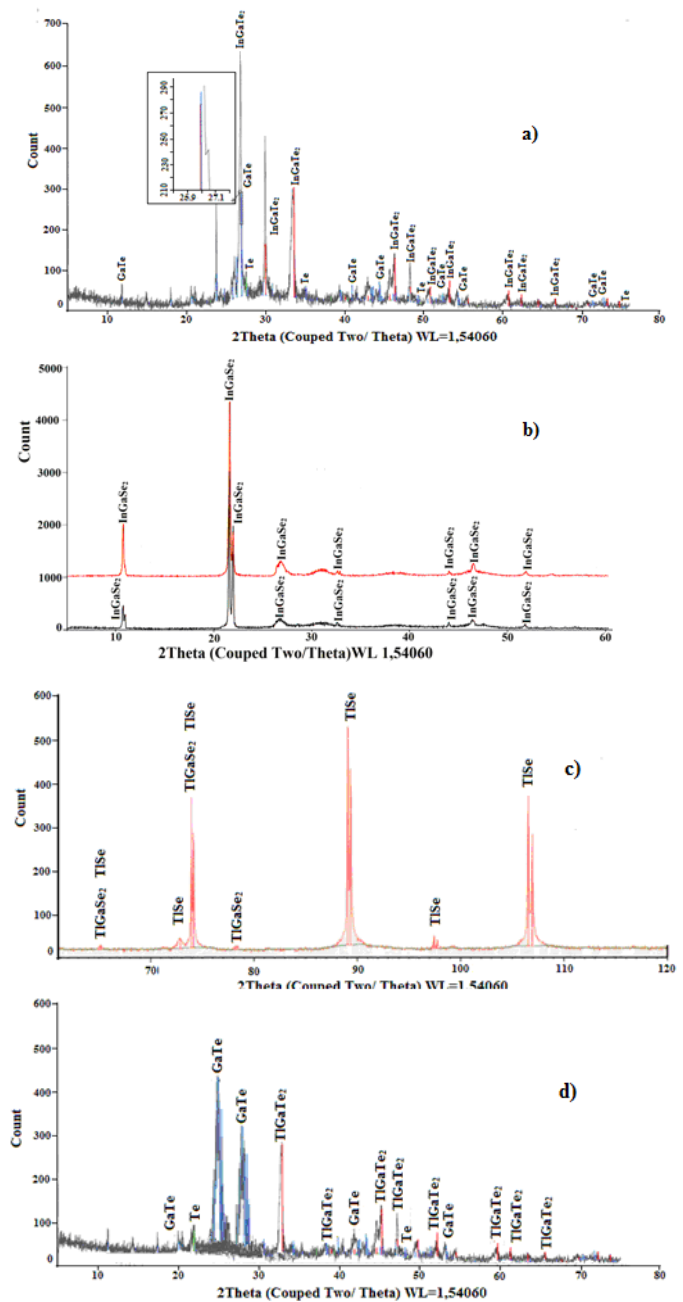 a)
Count
700
600
500
400
300
200
100
0
290
270
250
230
210
26.9
27.1
GaTe
InGaTe₂
GaTe
Te
InGaTe₂
InGaTe₂
Te
GaTe
GaTe
InGaTe₂
InGaTe₂
Te
InGaTe₂
GaTe
InGaTe₂
GaTe
InGaTe₂
InGaTe₂
InGaTe₂
GaTe
GaTe
Te
10 20 30 40 50 60 70 80
2Theta (Couped Two/ Theta) WL=1,54060
b)
Count
5000
4000
3000
2000
1000
0
InGaSe₂
InGaSe₂
InGaSe₂
InGaSe₂
InGaSe₂
InGaSe₂
InGaSe₂
InGaSe₂
InGaSe₂
InGaSe₂
InGaSe₂
InGaSe₂
InGaSe₂
InGaSe₂
10 20 30 40 50 60
2Theta (Couped Two/Theta)WL 1,54060
c)
Count
600
500
400
300
200
100
0
TlGaSe₂ TlSe
TlSe
TlGaSe₂ TlSe
TlGaSe₂
TlSe
TlSe
TlSe
70 80 90 100 110 120
2Theta (Couped Two/ Theta) WL=1,54060
d)
Count
600
500
400
300
200
100
0
GaTe
Te
GaTe
GaTe
TlGaTe₂
TlGaTe₂
GaTe
TlGaTe₂
TlGaTe₂
Te
TlGaTe₂
GaTe
TlGaTe₂
TlGaTe₂
TlGaTe₂
10 20 30 40 50 60 70 80
2Theta (Couped Two/ Theta) WL=1,54060